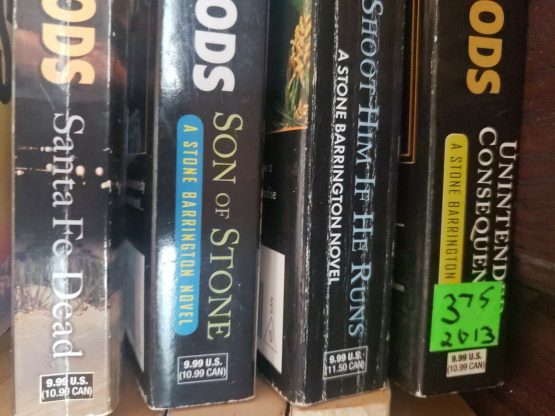 ODS
Santa Fe Dead
9.99 U.S.
(10.99 CAN)
ODS
SON OF STONE
A STONE BARRINGTON NOVEL
9.99 U.S.
(10.99 CAN)
SHOOT HIM IF HE RUNS
A STONE BARRINGTON NOVEL
9.99 U.S.
(11.50 CAN)
ODS
UNINTEND
CONSEQUEN
A STONE BARRINGTON
375
2013
9.99 U.S.
(10.99 CAN)